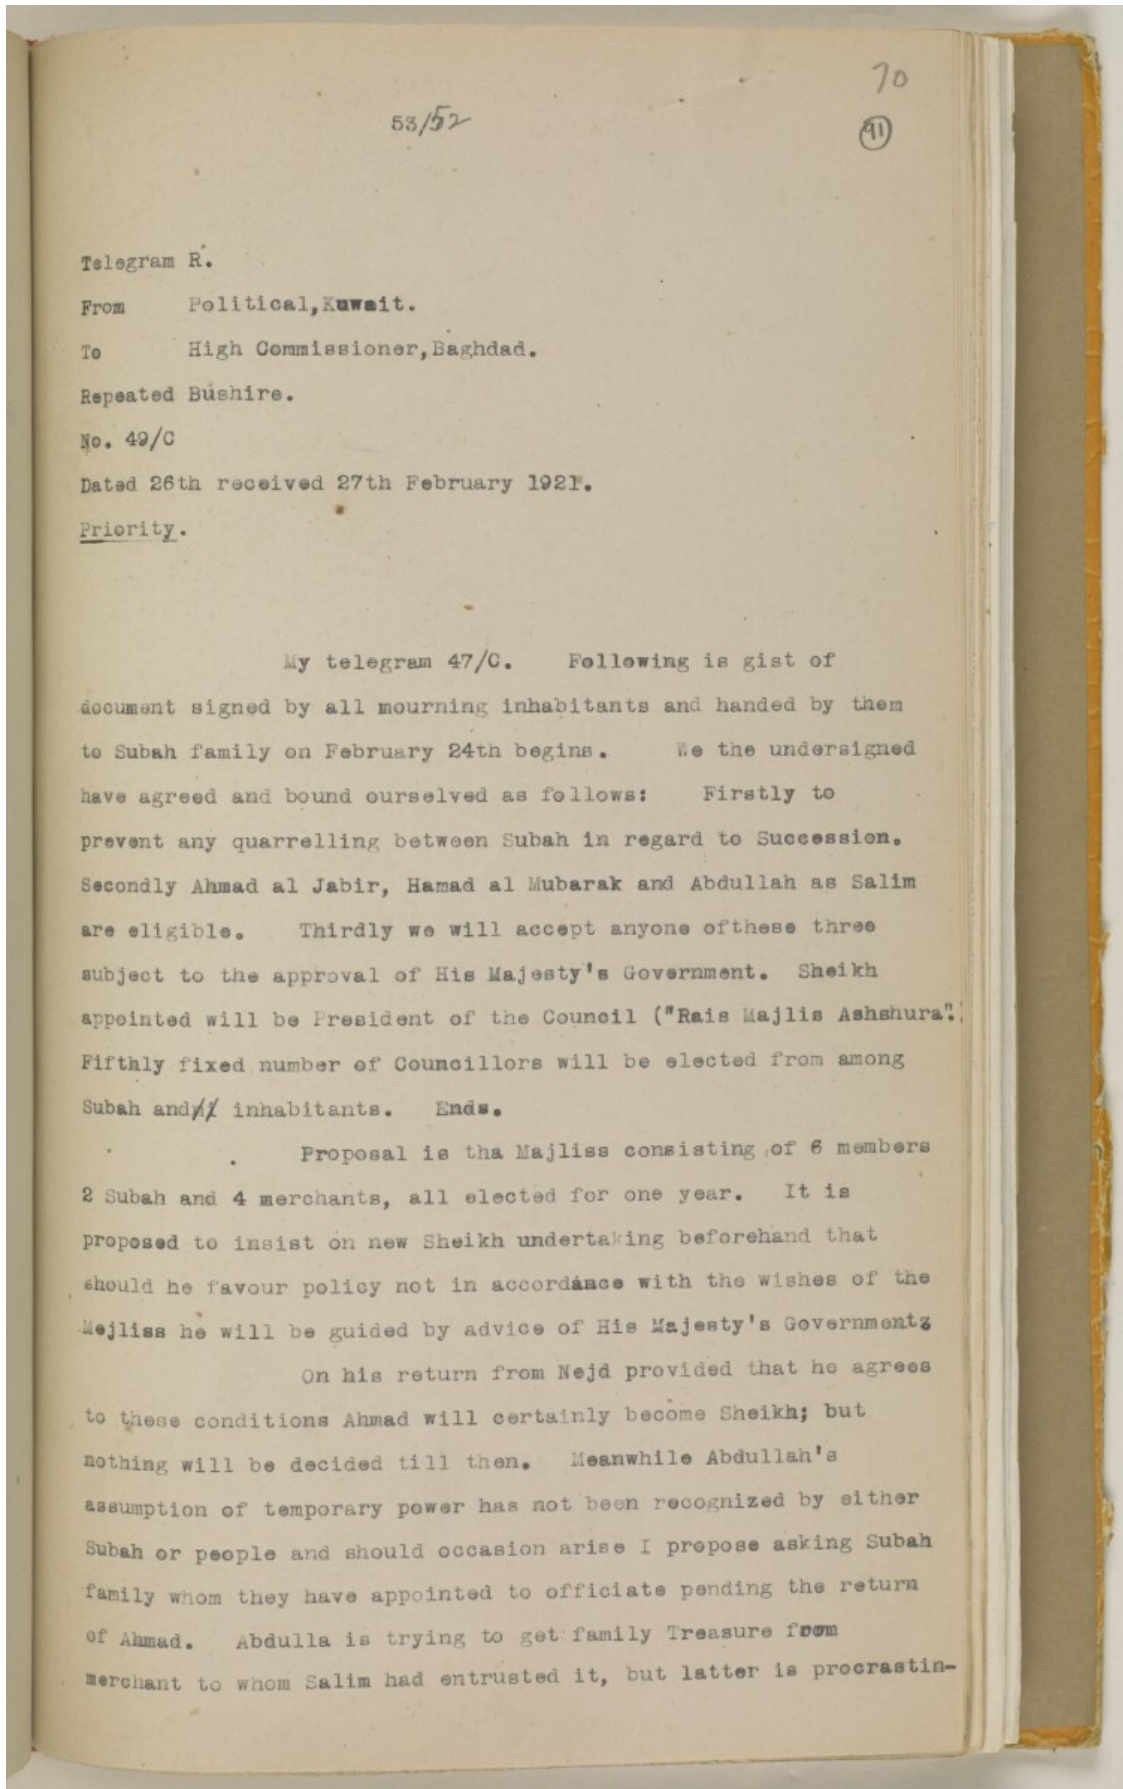 70
53/52
91
Telegram R.
From Political,Kuwait.
To High Commissioner,Baghdad.
Repeated Bushire.
No. 49/C
Dated 26th received 27th February 1921.
Priority.
My telegram 47/C. Following is gist of
document signed by all mourning inhabitants and handed by them
to Subah family on February 24th begins. We the undersigned
have agreed and bound ourselved as follows: Firstly to
prevent any quarrelling between Subah in regard to Succession.
Secondly Ahmad al Jabir, Hamad al Mubarak and Abdullah as Salim
are eligible. Thirdly we will accept anyone ofthese three
subject to the approval of His Majesty's Government. Sheikh
appointed will be President of the Council ("Rais Majlis Ashshura".)
Fifthly fixed number of Councillors will be elected from among
Subah and inhabitants. Ends.
Proposal is tha Majliss consisting of 6 members
2 Subah and 4 merchants, all elected for one year. It is
proposed to insist on new Sheikh undertaking beforehand that
should he favour policy not in accordance with the wishes of the
Mejliss he will be guided by advice of His Majesty's Government.
On his return from Nejd provided that he agrees
to these conditions Ahmad will certainly become Sheikh; but
nothing will be decided till then. Meanwhile Abdullah's
assumption of temporary power has not been recognized by either
Subah or people and should occasion arise I propose asking Subah
family whom they have appointed to officiate pending the return
of Ahmad. Abdulla is trying to get family Treasure from
merchant to whom Salim had entrusted it, but latter is procrastin-